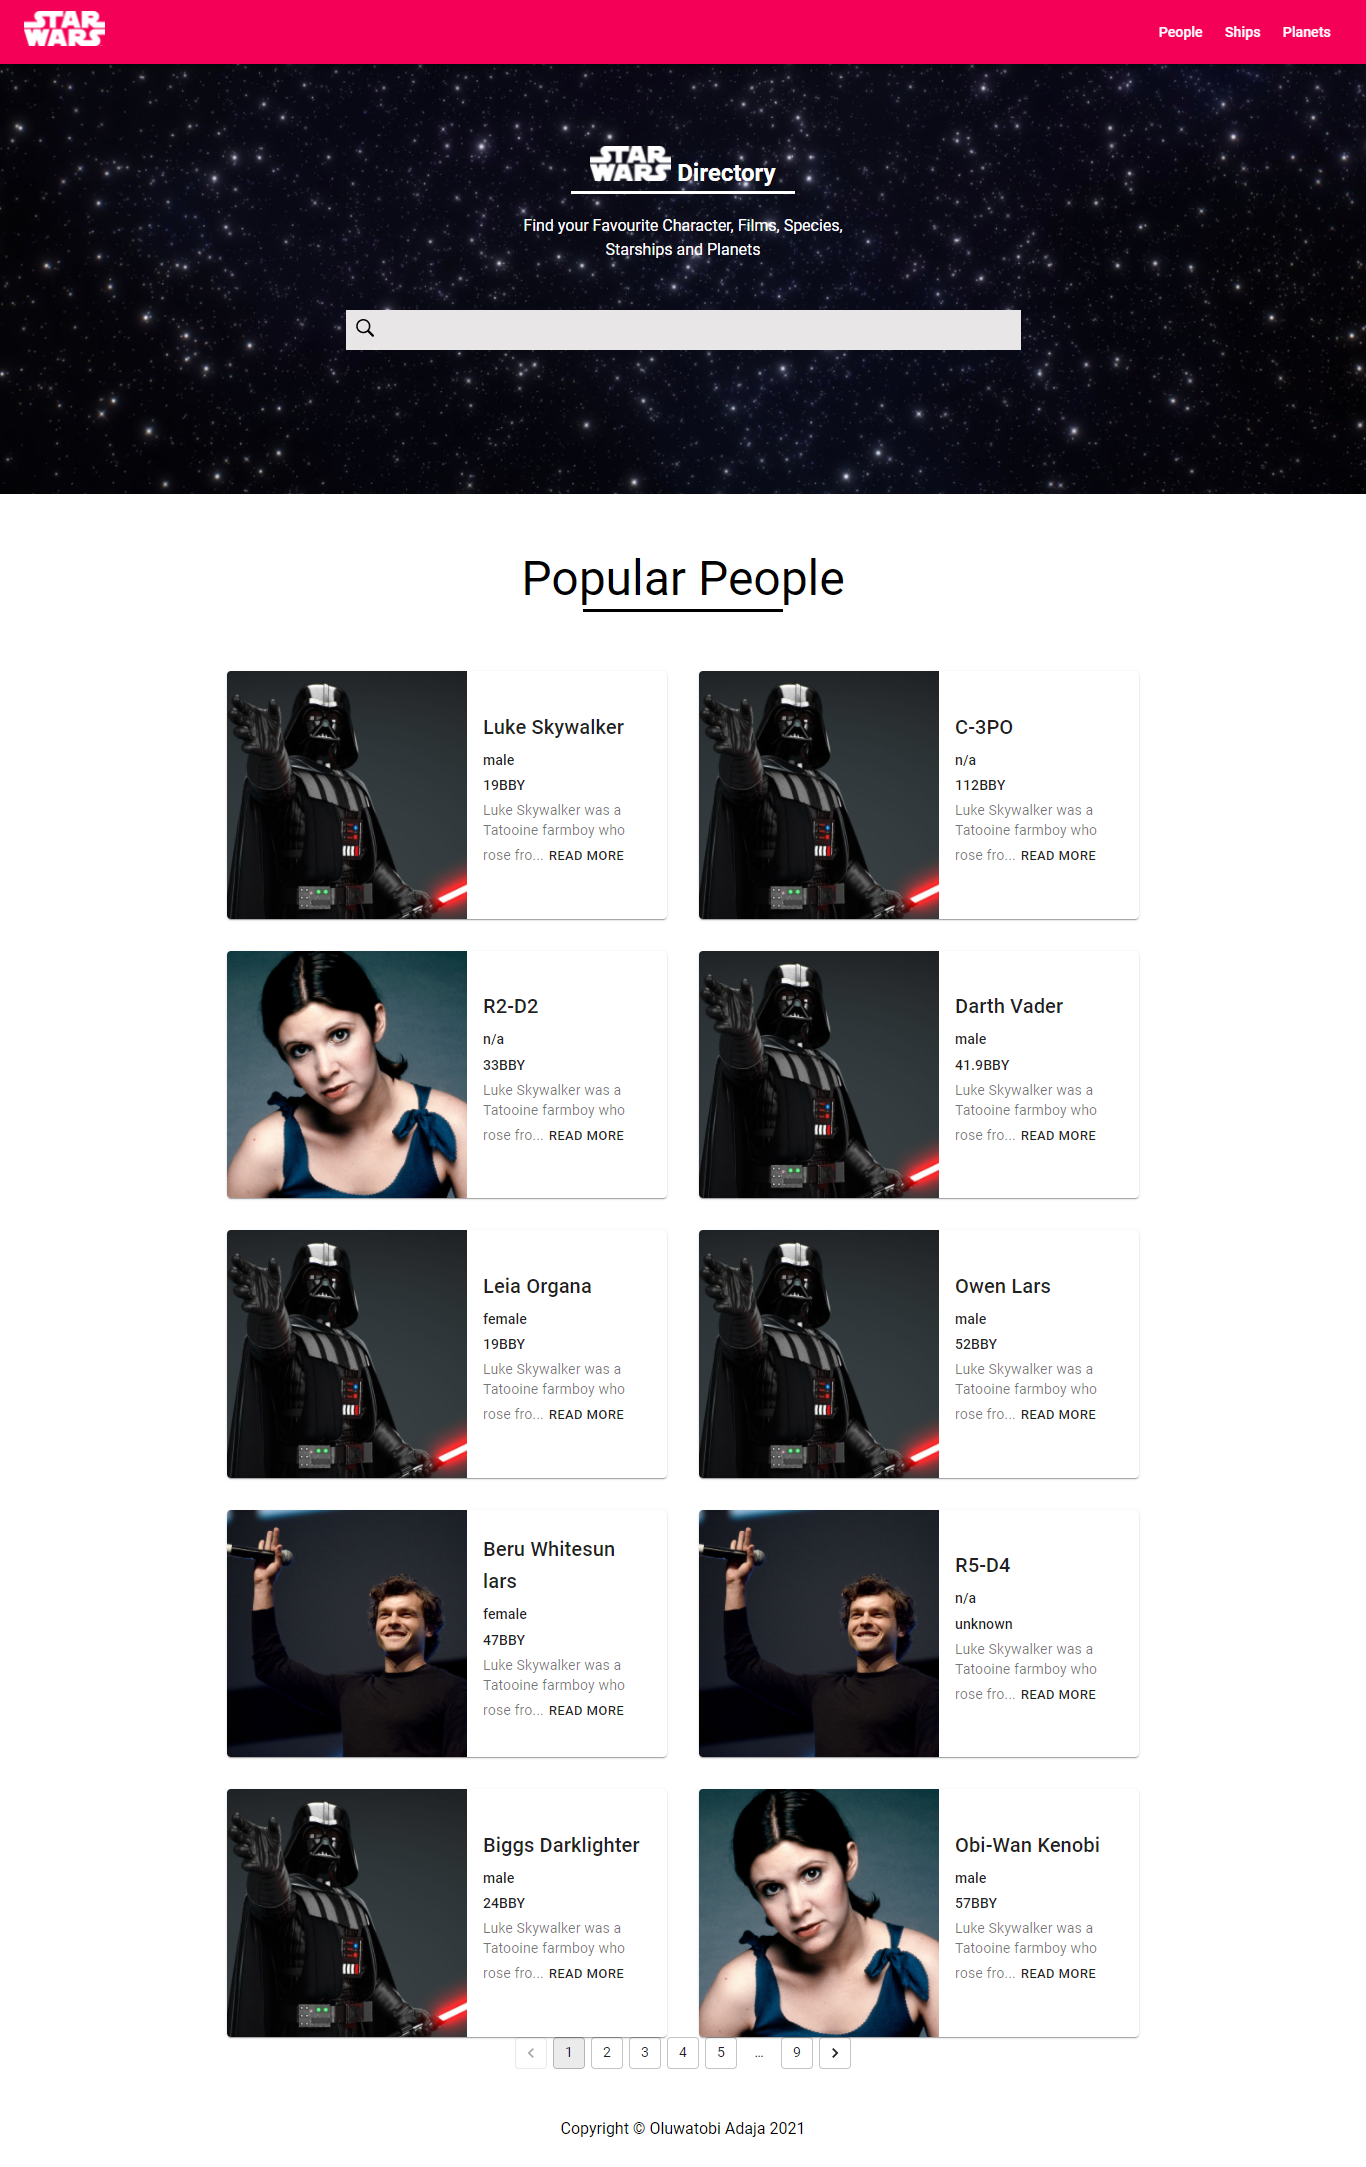 STAR
WARS
People Ships Planets
STAR
WARS Directory
Find your Favourite Character, Films, Species,
Starships and Planets
Popular People
Luke Skywalker
male
19BBY
Luke Skywalker was a
Tatooine farmboy who
rose fro... READ MORE
C-3PO
n/a
112BBY
Luke Skywalker was a
Tatooine farmboy who
rose fro... READ MORE
R2-D2
n/a
33BBY
Luke Skywalker was a
Tatooine farmboy who
rose fro... READ MORE
Darth Vader
male
41.9BBY
Luke Skywalker was a
Tatooine farmboy who
rose fro... READ MORE
Leia Organa
female
19BBY
Luke Skywalker was a
Tatooine farmboy who
rose fro... READ MORE
Owen Lars
male
52BBY
Luke Skywalker was a
Tatooine farmboy who
rose fro... READ MORE
Beru Whitesun
lars
female
47BBY
Luke Skywalker was a
Tatooine farmboy who
rose fro... READ MORE
R5-D4
n/a
unknown
Luke Skywalker was a
Tatooine farmboy who
rose fro... READ MORE
Biggs Darklighter
male
24BBY
Luke Skywalker was a
Tatooine farmboy who
rose fro... READ MORE
Obi-Wan Kenobi
male
57BBY
Luke Skywalker was a
Tatooine farmboy who
rose fro... READ MORE
1 2 3 4 5 ... 9
Copyright © Oluwatobi Adaja 2021